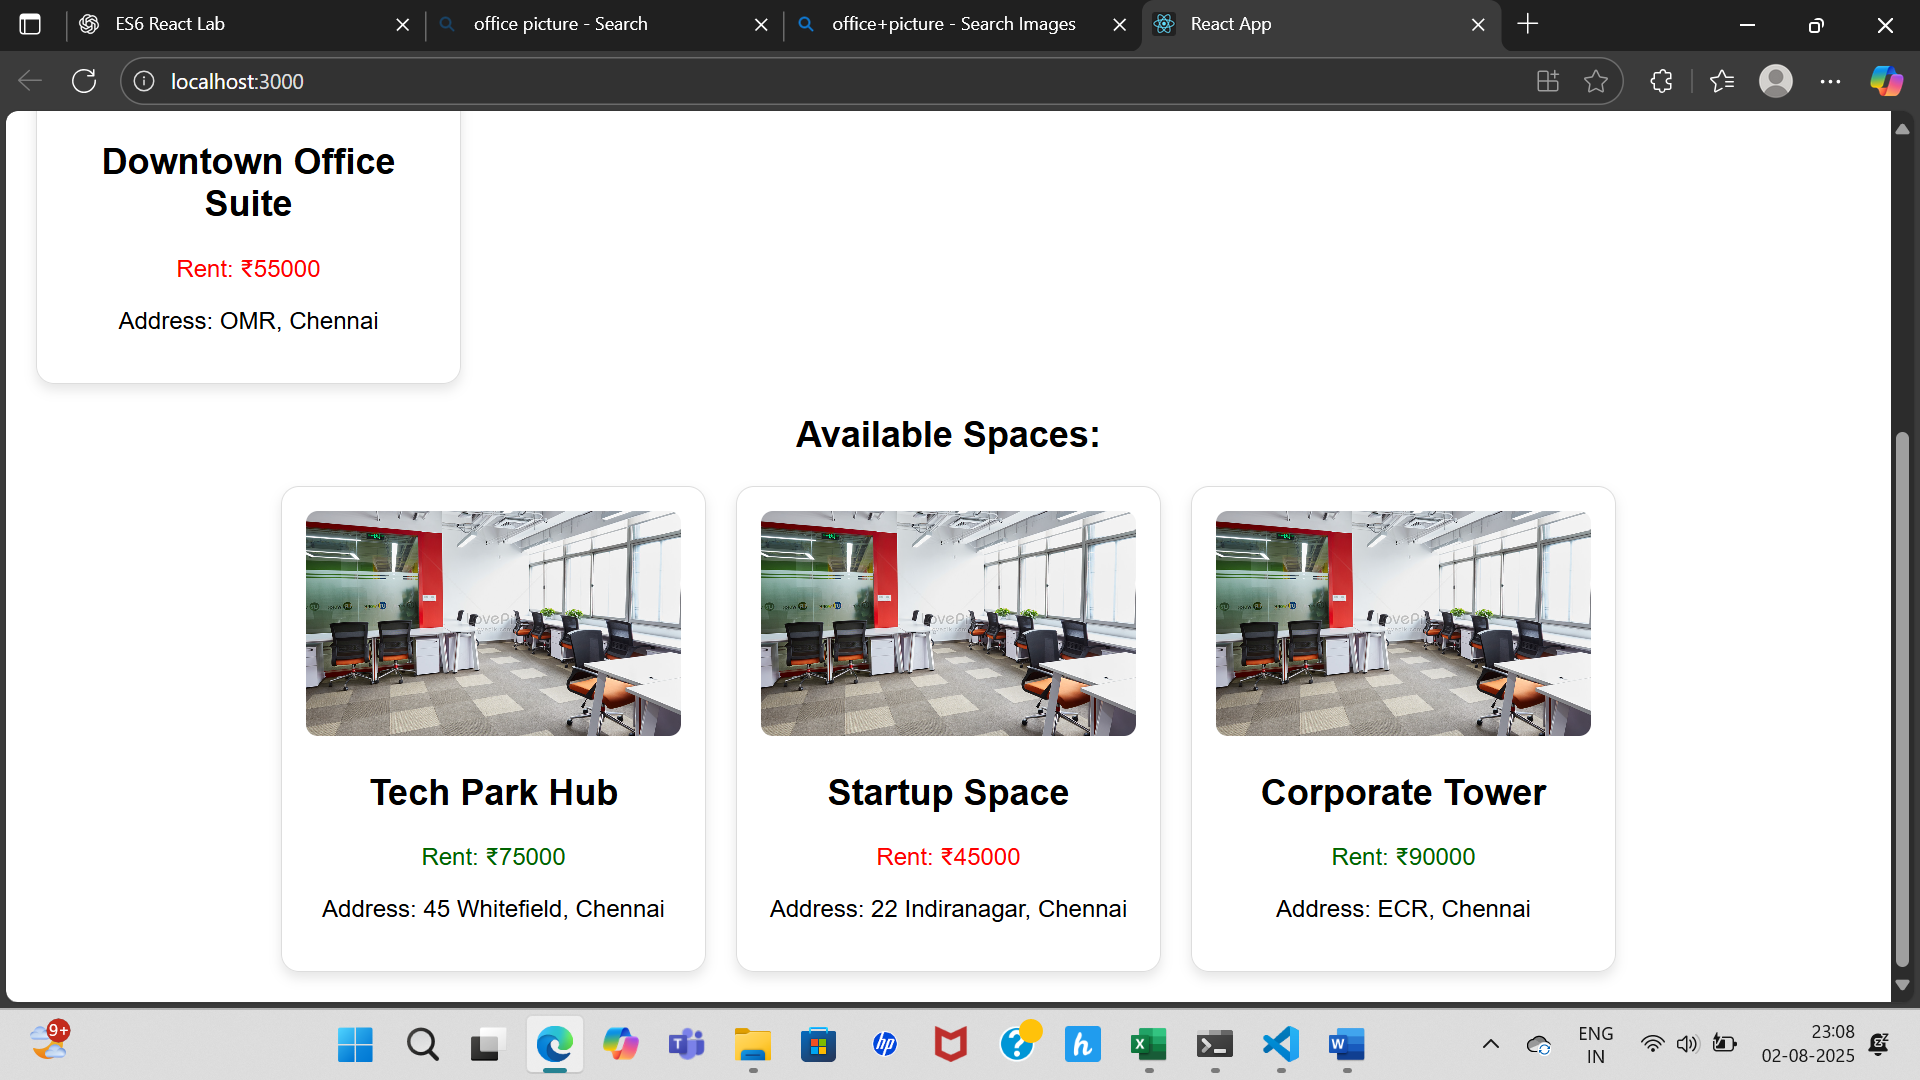 ES6 React Lab
office picture - Search
office+picture - Search Images
React App
localhost:3000
Downtown Office
Suite
Rent: ₹55000
Address: OMR, Chennai
Available Spaces:
Tech Park Hub
Rent: ₹75000
Address: 45 Whitefield, Chennai
Startup Space
Rent: ₹45000
Address: 22 Indiranagar, Chennai
Corporate Tower
Rent: ₹90000
Address: ECR, Chennai
9+
ENG
IN
23:08
02-08-2025